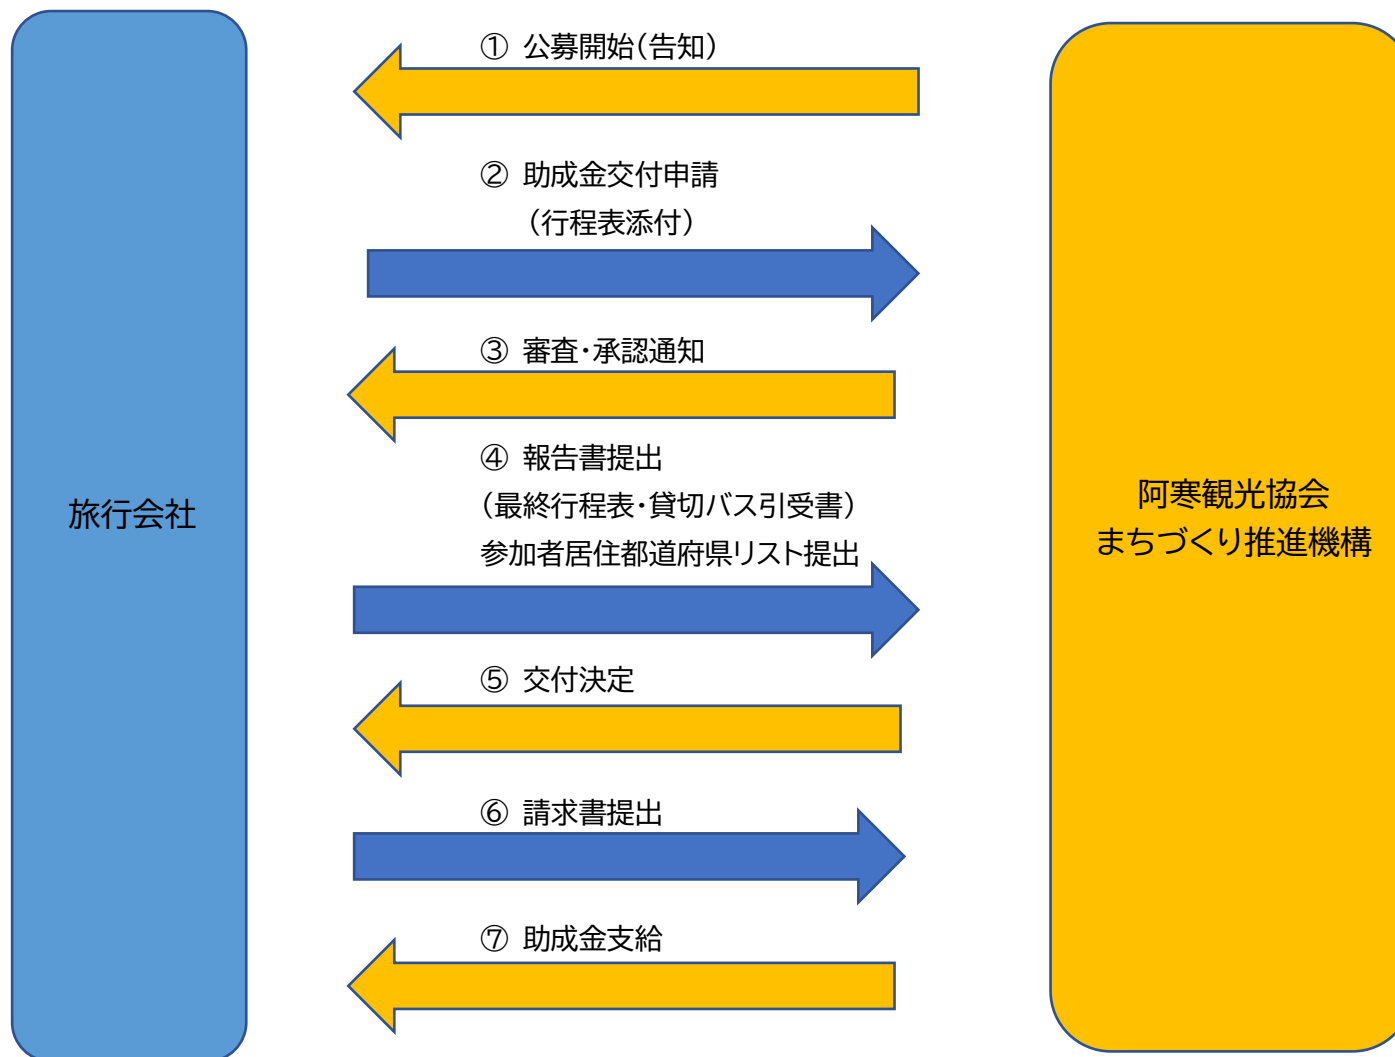 ① 公募開始(告知)
② 助成金交付申請
(行程表添付)
③ 審査・承認通知
④ 報告書提出
(最終行程表・貸切バス引受書)
参加者居住都道府県リスト提出
旅行会社
阿寒観光協会
まちづくり推進機構
⑤ 交付決定
⑥ 請求書提出
⑦ 助成金支給